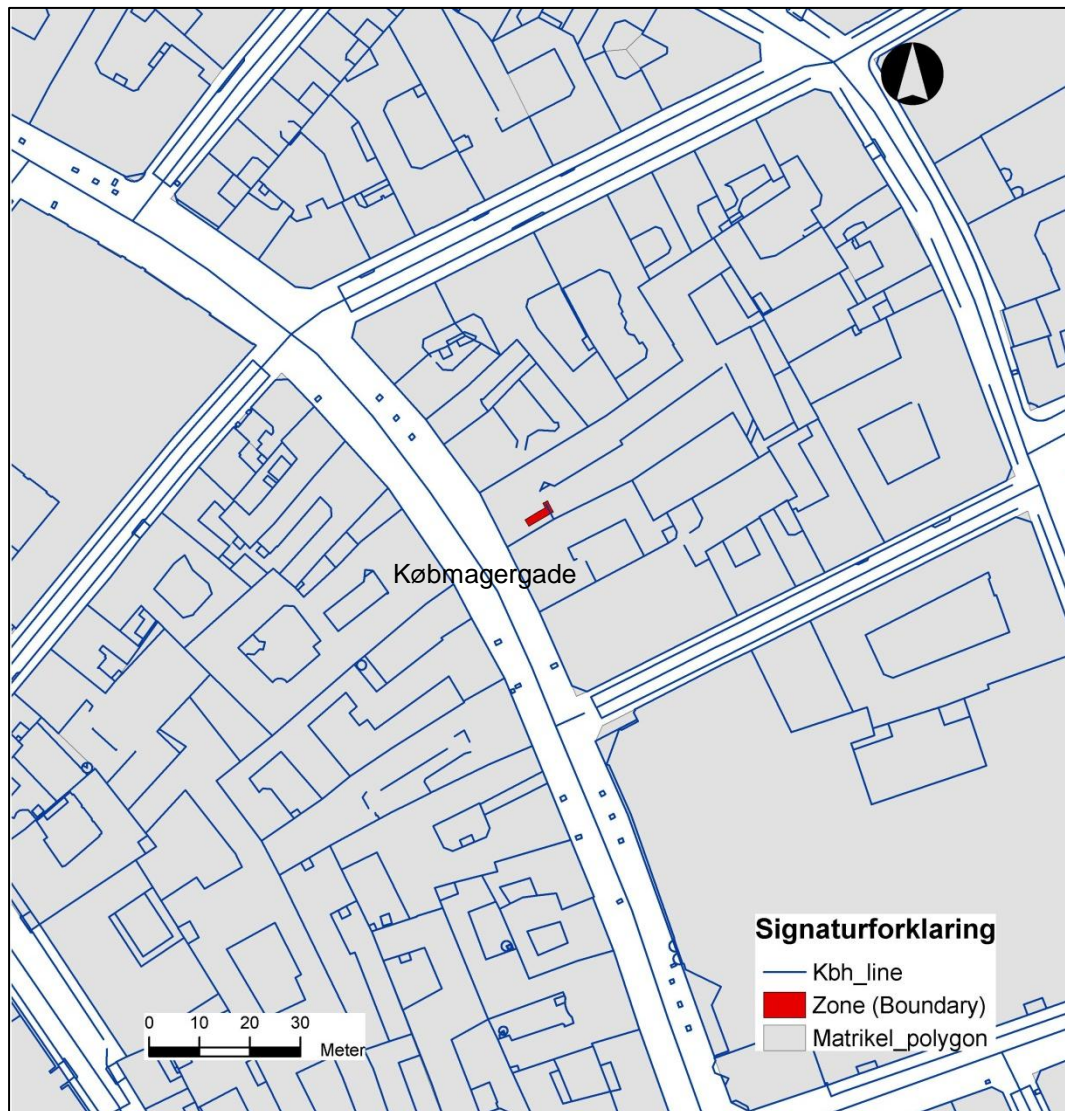 Købmagergade
Signaturforklaring
Kbh_line
Zone (Boundary)
Matrikel_polygon
0 10 20 30
Meter